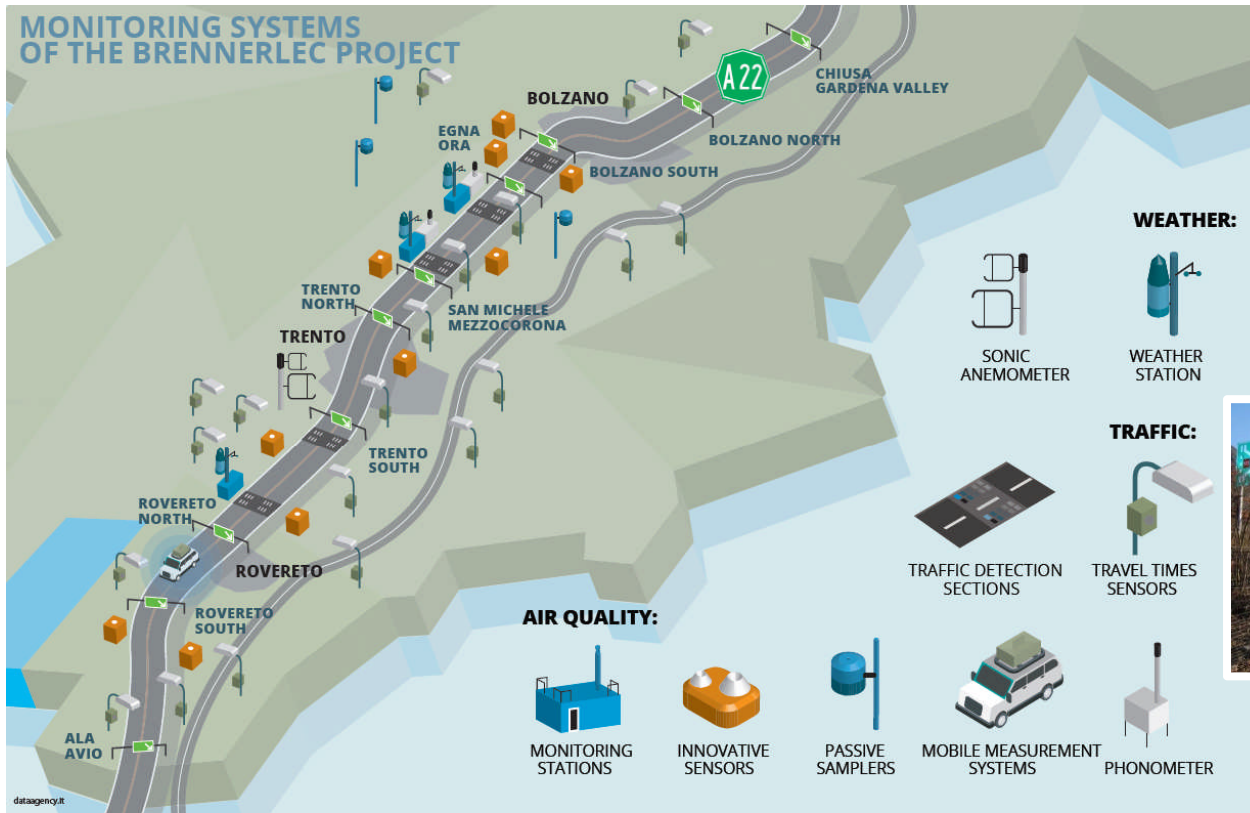 MONITORING SYSTEMS
OF THE BRENNERLEC PROJECT
A22
CHIUSA
GARDENA VALLEY
BOLZANO
BOLZANO NORTH
EGNA
ORA
BOLZANO SOUTH
TRENTO
NORTH
SAN MICHELE
MEZZOCORONA
TRENTO
TRENTO
SOUTH
ROVERETO
NORTH
ROVERETO
ROVERETO
SOUTH
ALA
AVIO
dataagency.it
WEATHER:
SONIC
ANEMOMETER
WEATHER
STATION
TRAFFIC:
TRAFFIC DETECTION
SECTIONS
TRAVEL TIMES
SENSORS
AIR QUALITY:
MONITORING
STATIONS
INNOVATIVE
SENSORS
PASSIVE
SAMPLERS
MOBILE MEASUREMENT
SYSTEMS
PHONOMETER